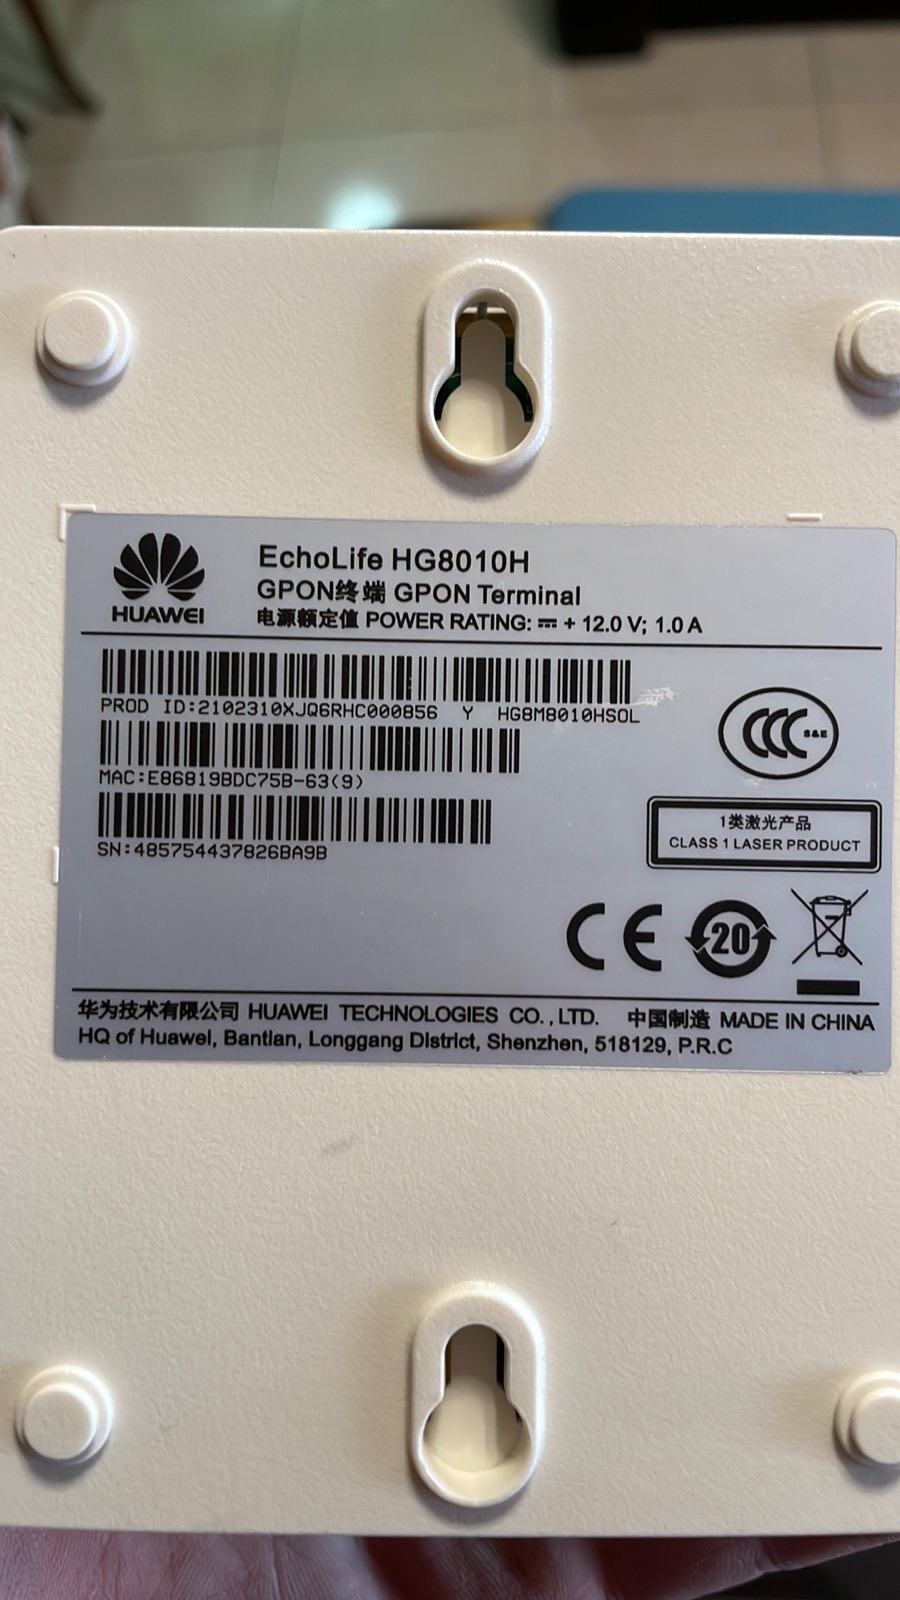 HUAWEI
EchoLife HG8010H
GPON终端 GPON Terminal
电源额定值 POWER RATING: ⎓ + 12.0 V; 1.0 A
PROD ID:2102310XJQ6RHC000856 Y HG8M8010HSOL
MAC:E86819BDC75B-63(9)
SN:485754437826BA9B
CCC S&E
1类激光产品
CLASS 1 LASER PRODUCT
CE 20
华为技术有限公司 HUAWEI TECHNOLOGIES CO.,LTD. 中国制造 MADE IN CHINA
HQ of Huawei, Bantian, Longgang District, Shenzhen, 518129, P.R.C